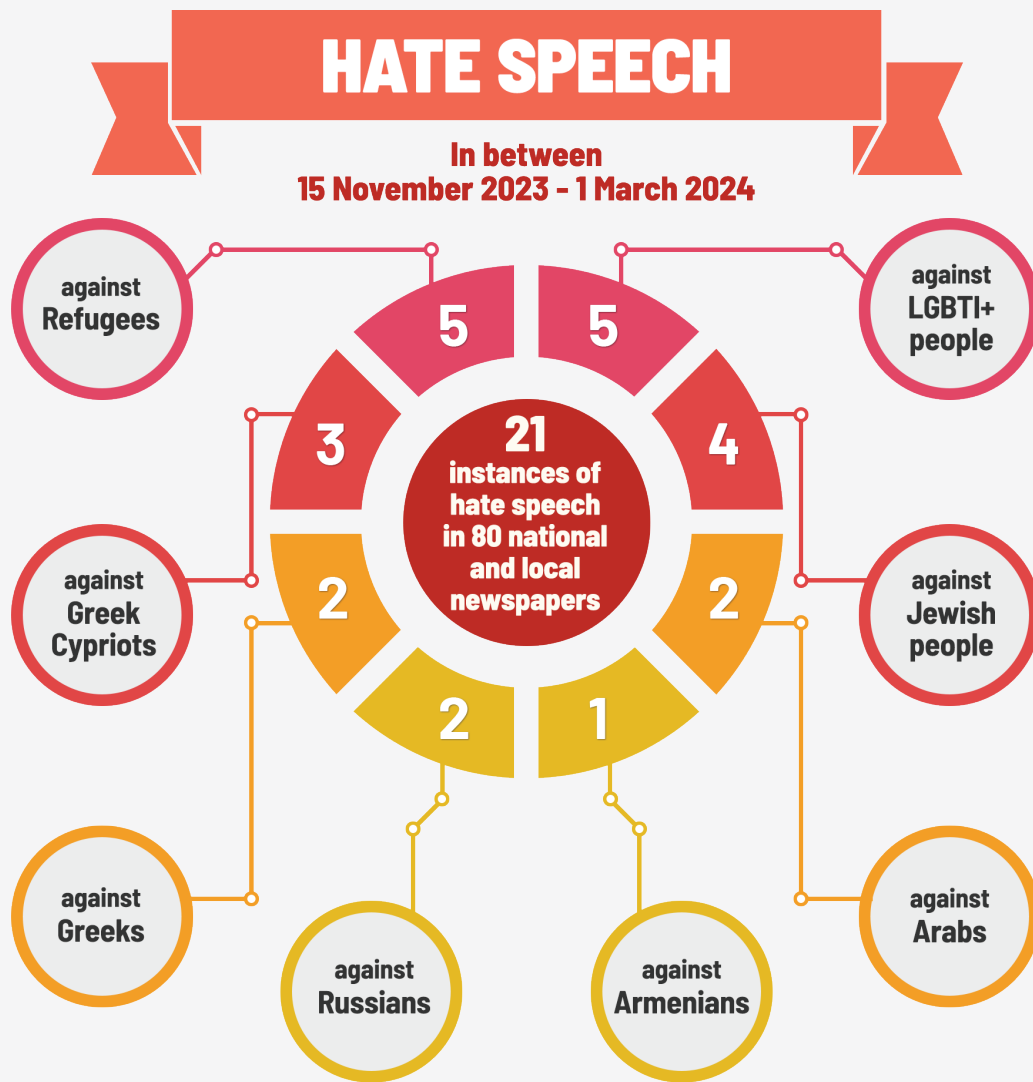 HATE SPEECH
In between
15 November 2023 - 1 March 2024
against
Refugees
5
5
against
LGBTI+
people
3
4
21
instances of
hate speech
in 80 national
and local
newspapers
against
Greek
Cypriots
2
2
against
Jewish
people
2
1
against
Greeks
against
Russians
against
Armenians
against
Arabs